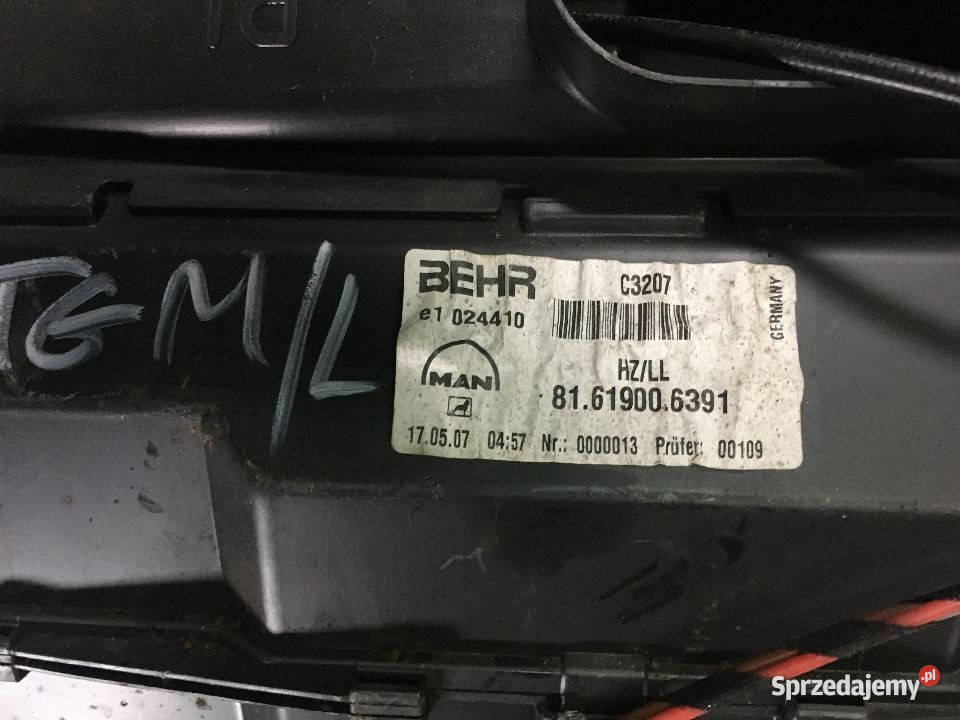 PI
TGM/L
BEHR
C3207
e1 024410
GERMANY
MAN
HZ/LL
81.61900.6391
17.05.07 04:57 Nr.: 0000013 Prüfer: 00109
Sprzedajemy.pl